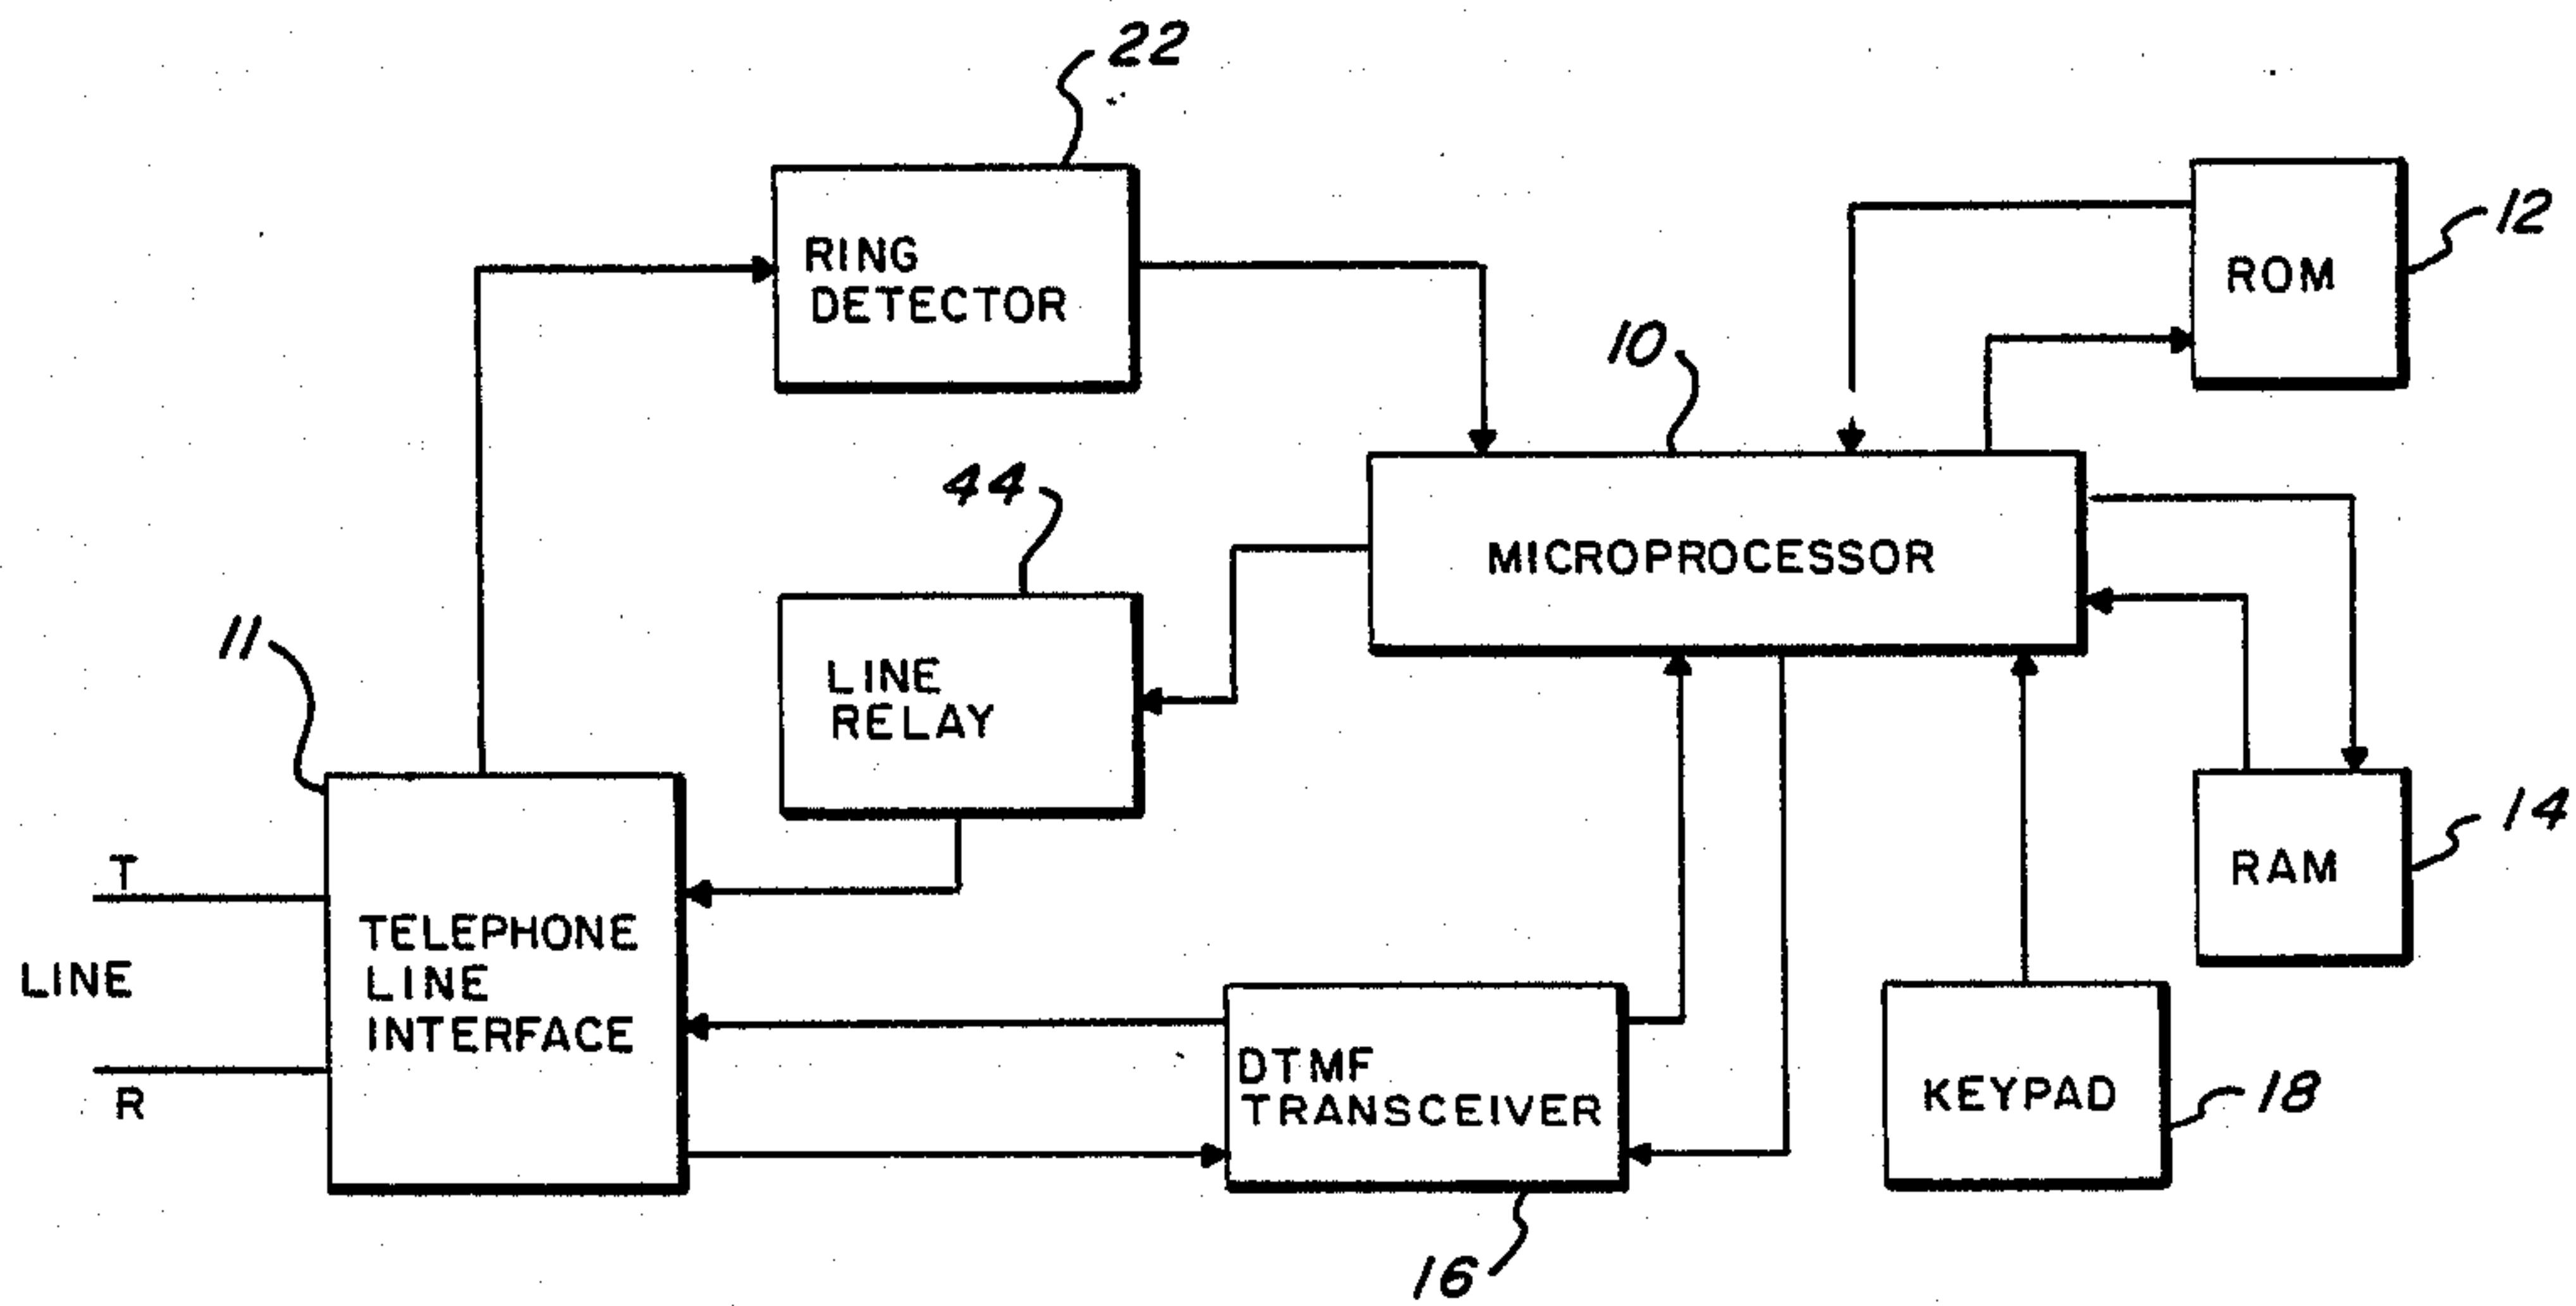 22
RING
DETECTOR
12
ROM
10
MICROPROCESSOR
44
LINE
RELAY
11
T
LINE
R
TELEPHONE
LINE
INTERFACE
14
RAM
DTMF
TRANSCEIVER
16
KEYPAD
18